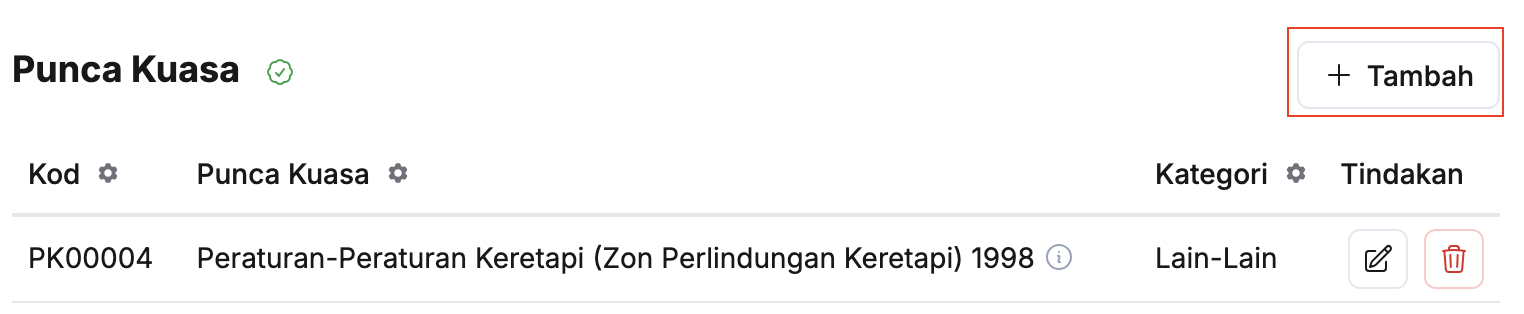 Punca Kuasa
+ Tambah
Kod Punca Kuasa Kategori Tindakan
PK00004 Peraturan-Peraturan Keretapi (Zon Perlindungan Keretapi) 1998 Lain-Lain